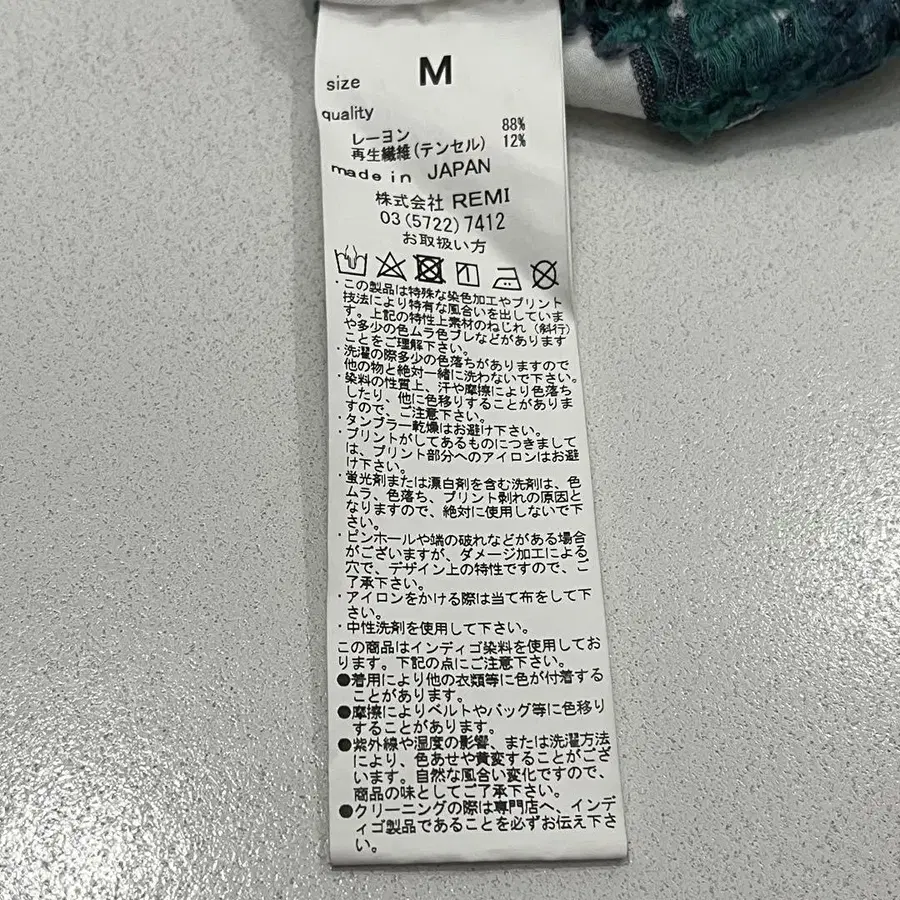 size M
quality
レーヨン 88%
再生繊維(テンセル) 12%
made in JAPAN
株式会社 REMI
03(5722)7412
お取扱い方
・この製品は特殊な染色加工やプリント
技法により特有な風合いを出していま
す。上記の特性上素材のねじれ(斜行)
や多少の色ムラ色ブレなどがあります
ことをご理解下さい。
・洗濯の際多少の色落ちがありますので
他の物と絶対一緒に洗わないで下さい。
・染料の性質上、汗や摩擦により色落ち
したり、他に色移りすることがありま
すので、ご注意下さい。
・タンブラー乾燥はお避け下さい。
・プリントがしてあるものにつきまして
は、プリント部分へのアイロンはお避
け下さい。
・蛍光剤または漂白剤を含む洗剤は、色
ムラ、色落ち、プリント剥れの原因と
なりますので、絶対に使用しないで下
さい。
・ピンホールや端の破れなどがある場合
がございますが、ダメージ加工による
穴で、デザイン上の特性ですので、ご
了承下さい。
・アイロンをかける際は当て布をして下
さい。
・中性洗剤を使用して下さい。
この商品はインディゴ染料を使用してお
ります。下記の点にご注意下さい。
●着用により他の衣類等に色が付着する
ことがあります。
●摩擦によりベルトやバッグ等に色移り
することがあります。
●紫外線や湿度の影響、または洗濯方法
により、色あせや黄変することがござ
います。自然な風合い変化ですので、
商品の味としてご了承下さい。
●クリーニングの際は専門店へ、インデ
ィゴ製品であることを必ずお伝え下さ
い。